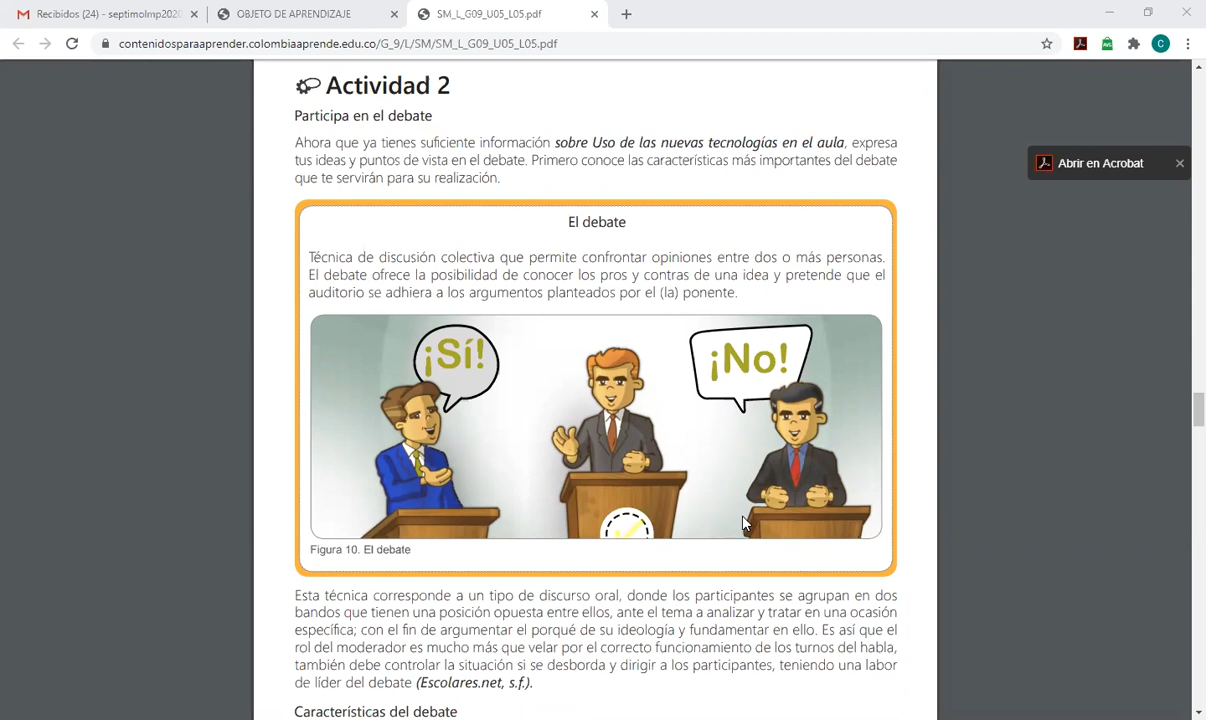 Recibidos (24) - septimolmp2020
OBJETO DE APRENDIZAJE
SM_L_G09_U05_L05.pdf
contenidosparaaprender.colombiaaprende.edu.co/G_9/L/SM/SM_L_G09_U05_L05.pdf
C
Abrir en Acrobat
Actividad 2
Participa en el debate
Ahora que ya tienes suficiente información sobre Uso de las nuevas tecnologías en el aula, expresa
tus ideas y puntos de vista en el debate. Primero conoce las características más importantes del debate
que te servirán para su realización.
El debate
Técnica de discusión colectiva que permite confrontar opiniones entre dos o más personas.
El debate ofrece la posibilidad de conocer los pros y contras de una idea y pretende que el
auditorio se adhiera a los argumentos planteados por el (la) ponente.
¡Sí!
¡No!
Figura 10. El debate
Esta técnica corresponde a un tipo de discurso oral, donde los participantes se agrupan en dos
bandos que tienen una posición opuesta entre ellos, ante el tema a analizar y tratar en una ocasión
específica; con el fin de argumentar el porqué de su ideología y fundamentar en ello. Es así que el
rol del moderador es mucho más que velar por el correcto funcionamiento de los turnos del habla,
también debe controlar la situación si se desborda y dirigir a los participantes, teniendo una labor
de líder del debate (Escolares.net, s.f.).
Características del debate